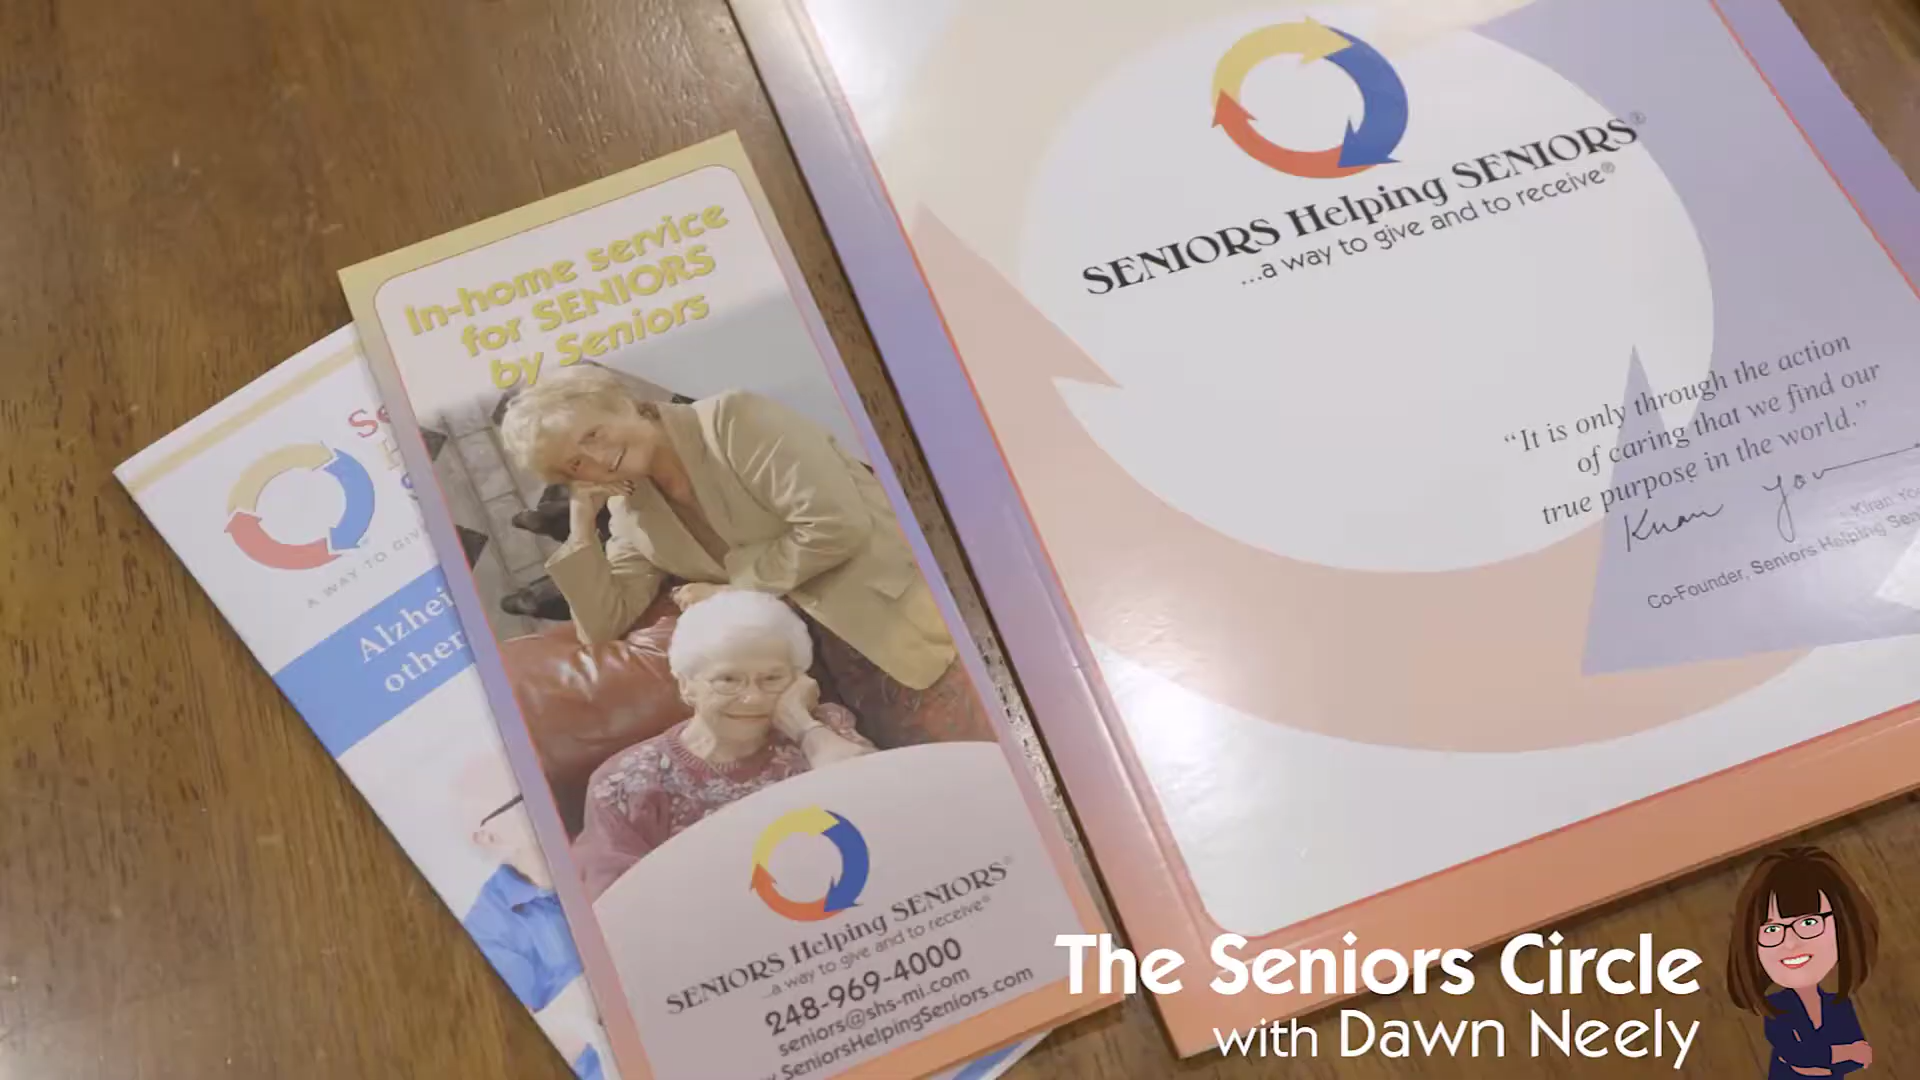 In-home service
for SENIORS
by Seniors
SENIORS Helping SENIORS®
...a way to give and to receive®
248-969-4000
seniors@shs-mi.com
SeniorsHelpingSeniors.com
A WAY TO
other
SENIORS Helping SENIORS®
...a way to give and to receive®
“It is only through the action
of caring that we find our
true purpose in the world.”
Kiran
Co-Founder, Seniors Helping
The Seniors Circle
with Dawn Neely